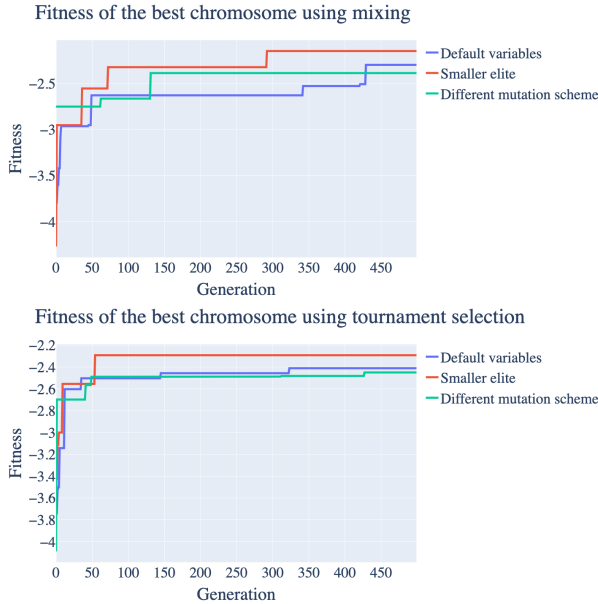 Fitness of the best chromosome using mixing
Default variables
Smaller elite
Different mutation scheme
−2.5
−3
−3.5
−4
Fitness
0 50 100 150 200 250 300 350 400 450
Generation
Fitness of the best chromosome using tournament selection
Default variables
Smaller elite
Different mutation scheme
−2.2
−2.4
−2.6
−2.8
−3
−3.2
−3.4
−3.6
−3.8
−4
Fitness
0 50 100 150 200 250 300 350 400 450
Generation